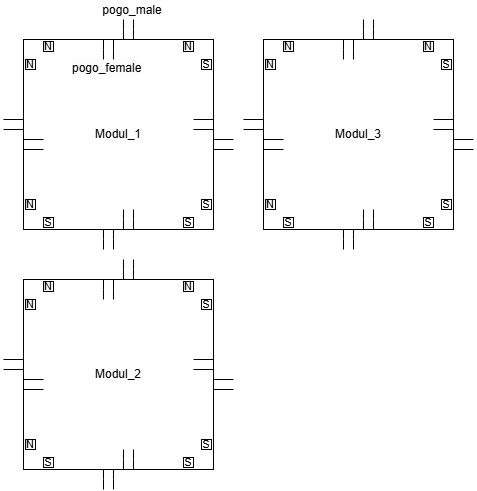 pogo_male
N N N N
N pogo_female S N S
Modul_1 Modul_3
N S N S
S S S S
N N
N S
Modul_2
N S
S S